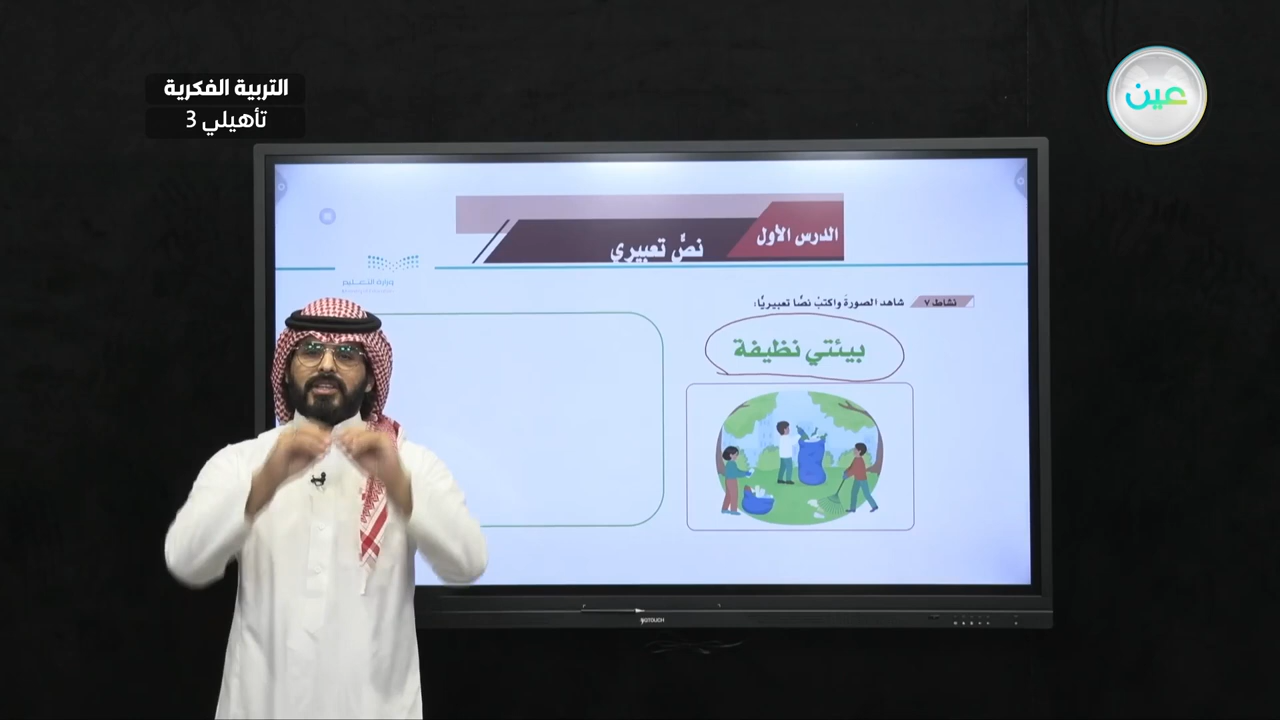 التربية الفكرية
تأهيلي 3
عين
الدرس الأول
نصٌّ تعبيري
وزارة التعليم
نشاط ٧
شاهد الصورةَ واكتبْ نصًّا تعبيريًّا:
بيئتي نظيفة